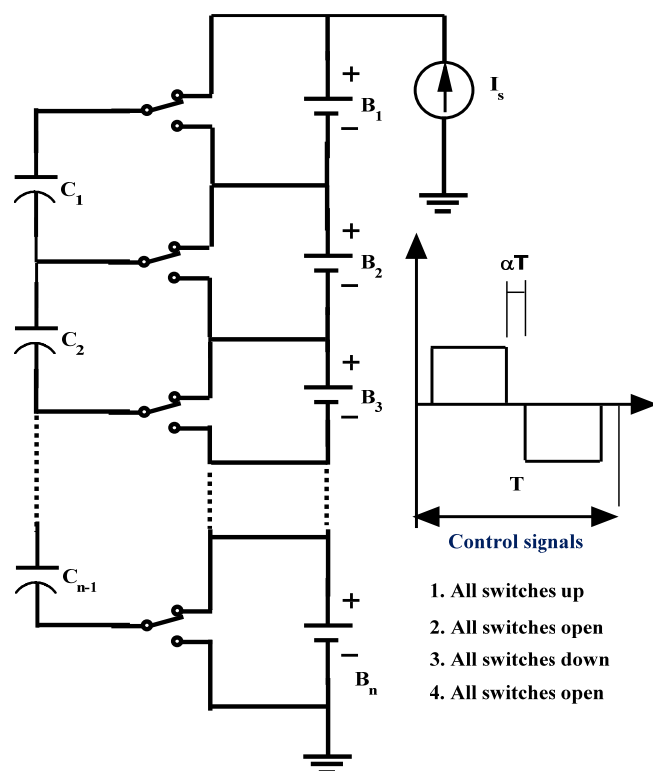 +
B1
−
Is
C1
+
B2
−
αT
C2
+
B3
−
T
Control signals
Cn-1
1. All switches up
2. All switches open
3. All switches down
4. All switches open
+
−
Bn